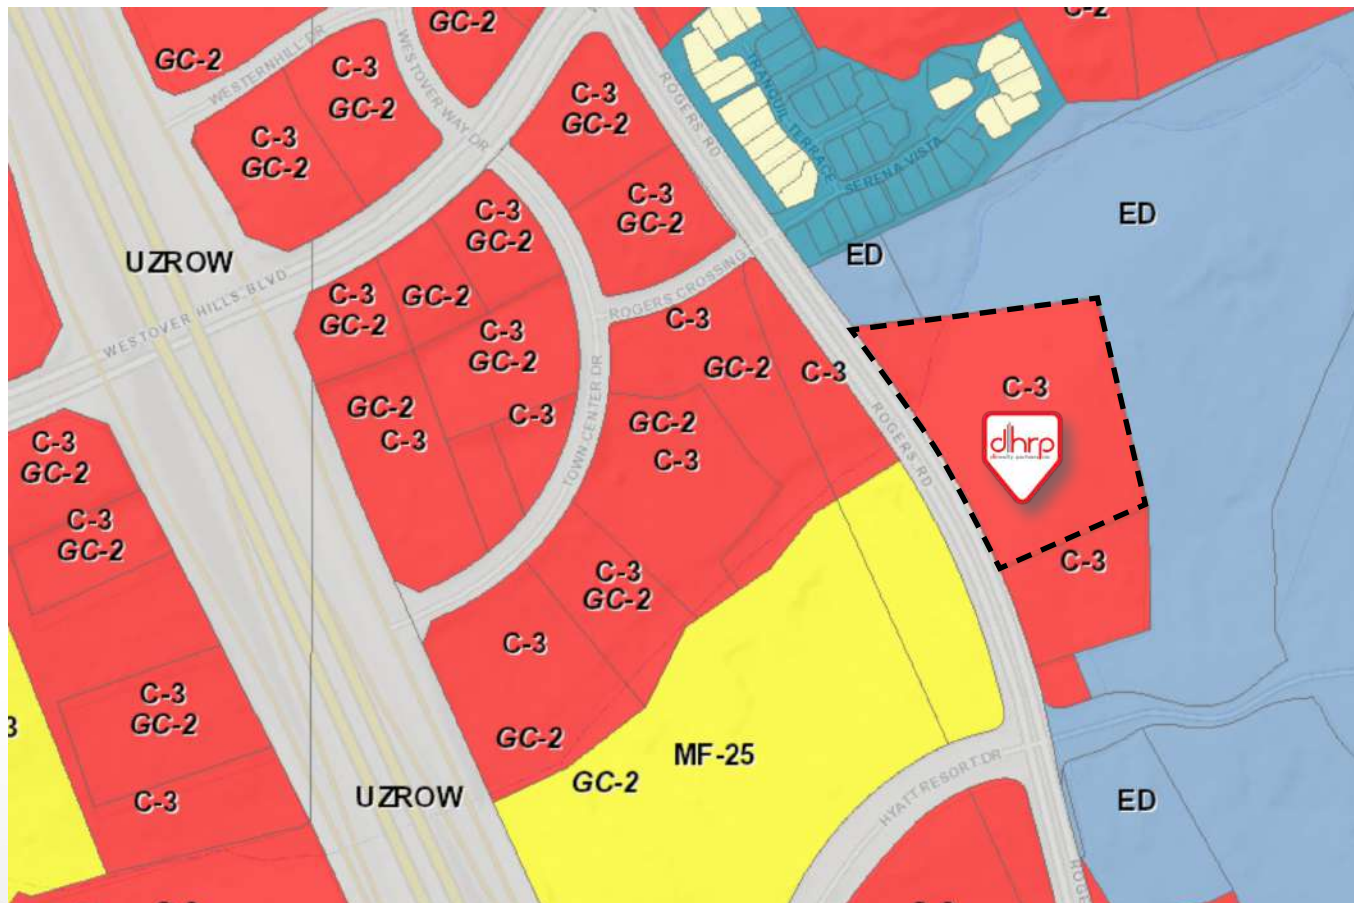 GC-2
C-2
GC-2
WESTERNHILL DR
WESTOVER WAY DR
C-3
GC-2
C-3
GC-2
C-3
GC-2
ROGERS RD
TRANQUIL TERRACE
SERENA VISTA
C-3
GC-2
C-3
GC-2
ED
ED
UZROW
WESTOVER HILLS BLVD
C-3
GC-2
GC-2
C-3
GC-2
ROGERS CROSSING
C-3
GC-2
C-3
C-3
dhrp
GC-2
C-3
C-3
TOWN CENTER DR
GC-2
C-3
ROGERS RD
C-3
GC-2
C-3
GC-2
C-3
C-3
GC-2
C-3
C-3
GC-2
GC-2
MF-25
GC-2
3
C-3
UZROW
HYATT RESORT DR
ED